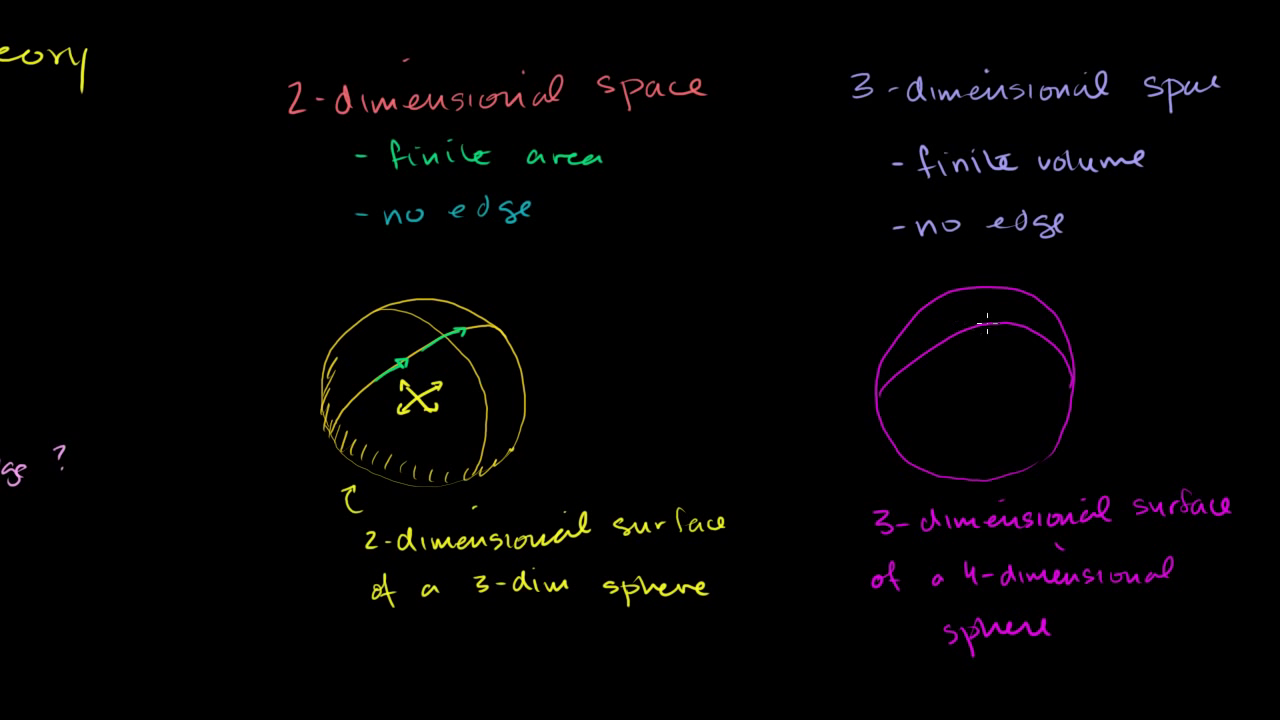 eory
2-dimensional space
- finite area
- no edge
3-dimensional space
- finite volume
- no edge
ge ?
2-dimensional surface
of a 3-dim sphere
3-dimensional surface
of a 4-dimensional
sphere